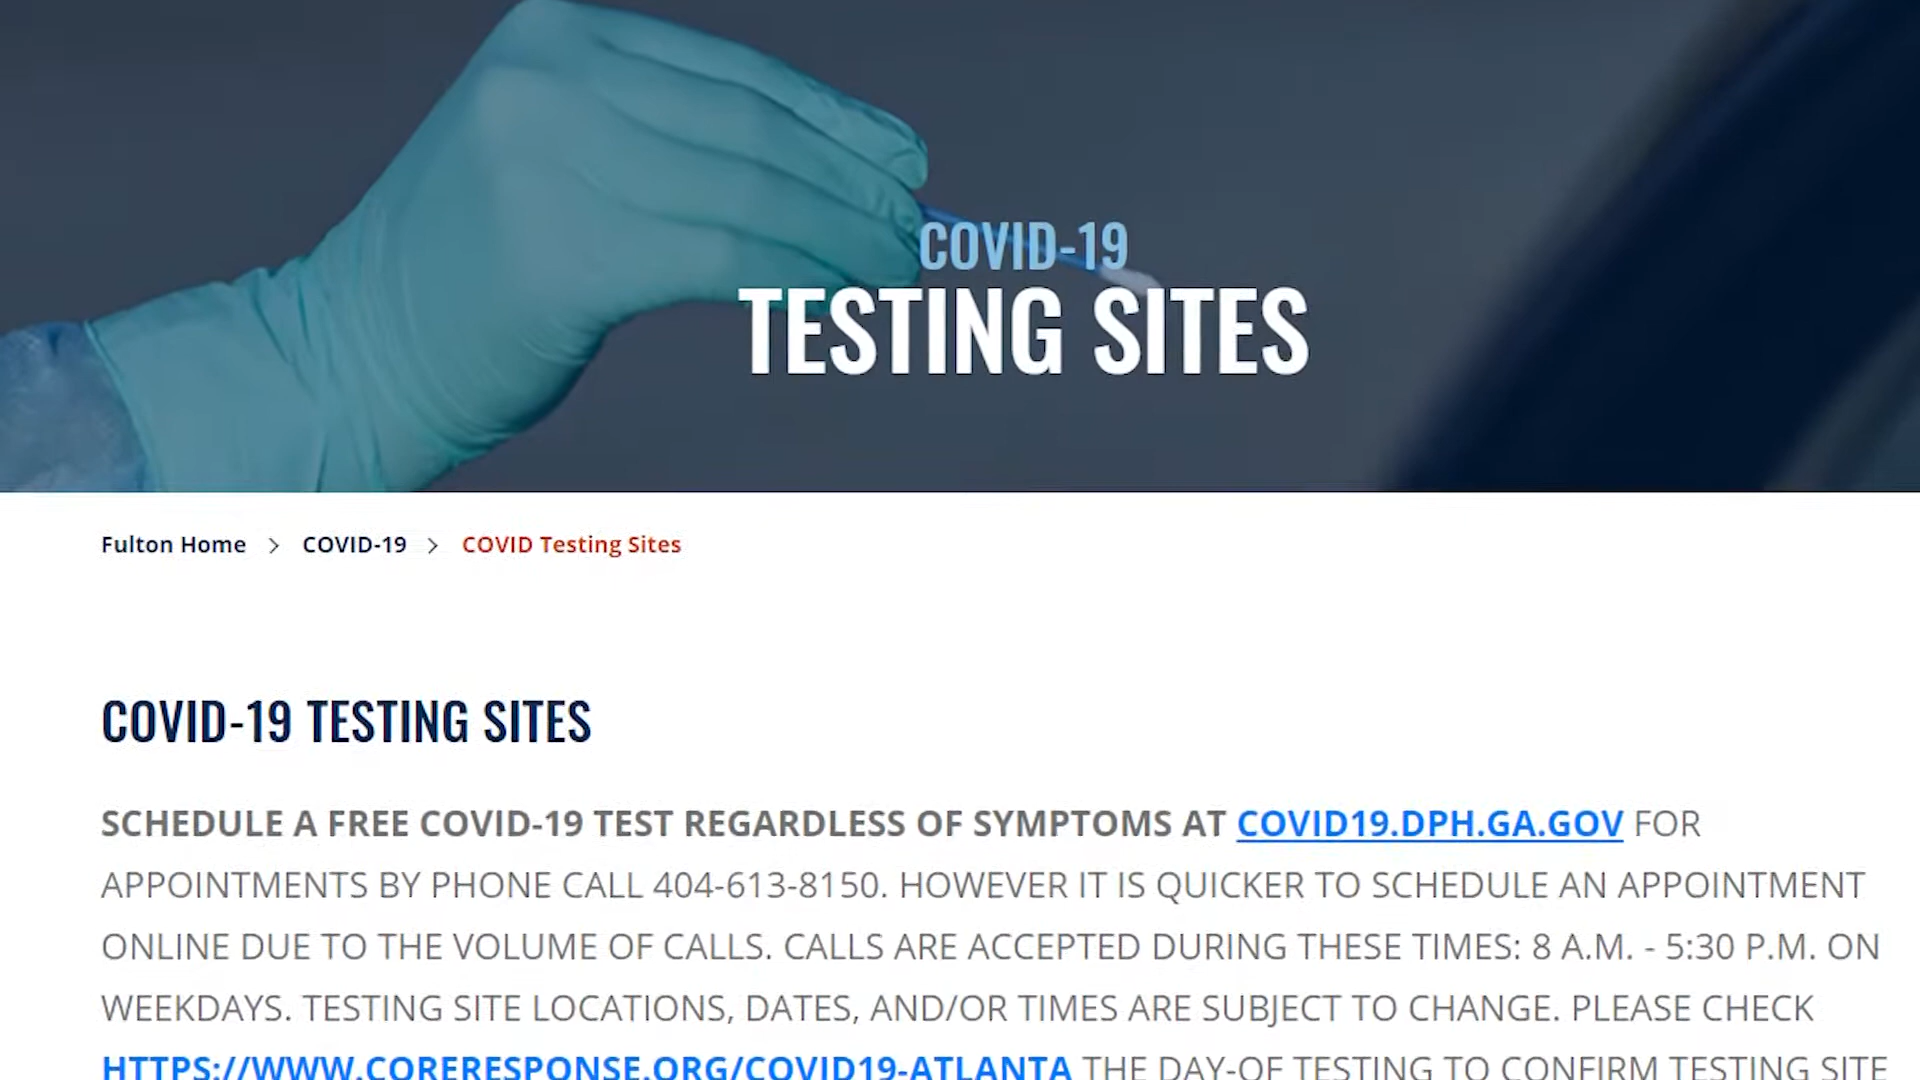 COVID-19
TESTING SITES
Fulton Home > COVID-19 > COVID Testing Sites
COVID-19 TESTING SITES
SCHEDULE A FREE COVID-19 TEST REGARDLESS OF SYMPTOMS AT COVID19.DPH.GA.GOV FOR
APPOINTMENTS BY PHONE CALL 404-613-8150. HOWEVER IT IS QUICKER TO SCHEDULE AN APPOINTMENT
ONLINE DUE TO THE VOLUME OF CALLS. CALLS ARE ACCEPTED DURING THESE TIMES: 8 A.M. - 5:30 P.M. ON
WEEKDAYS. TESTING SITE LOCATIONS, DATES, AND/OR TIMES ARE SUBJECT TO CHANGE. PLEASE CHECK
HTTPS://WWW.CORERESPONSE.ORG/COVID19-ATLANTA THE DAY-OF TESTING TO CONFIRM TESTING SITE